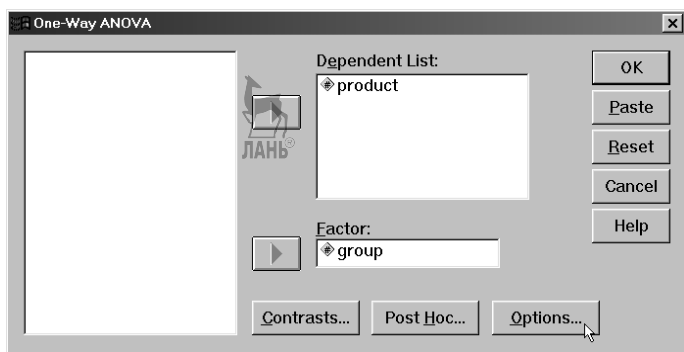 One-Way ANOVA
Dependent List:
product
ЛАНЬ®
Factor:
group
OK
Paste
Reset
Cancel
Help
Contrasts...
Post Hoc...
Options...